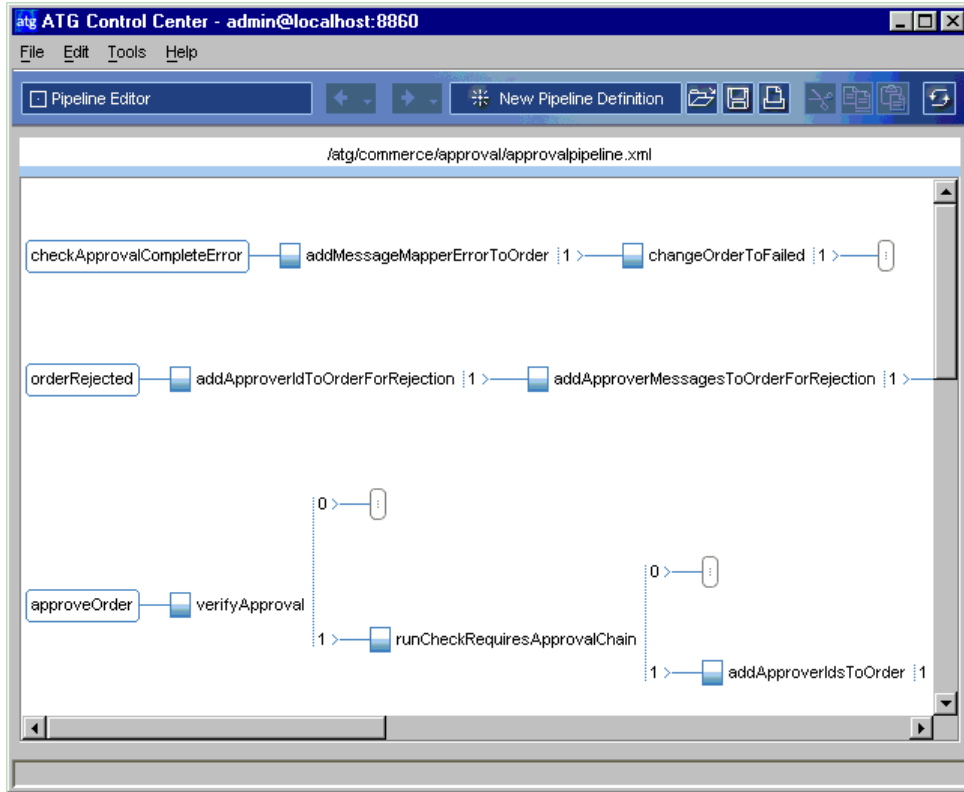 atg ATG Control Center - admin@localhost:8860
File Edit Tools Help
Pipeline Editor New Pipeline Definition
/atg/commerce/approval/approvalpipeline.xml
checkApprovalCompleteError addMessageMapperErrorToOrder 1 changeOrderToFailed 1
orderRejected addApproverIdToOrderForRejection 1 addApproverMessagesToOrderForRejection 1
0
0
approveOrder verifyApproval
1 runCheckRequiresApprovalChain
1 addApproverIdsToOrder 1